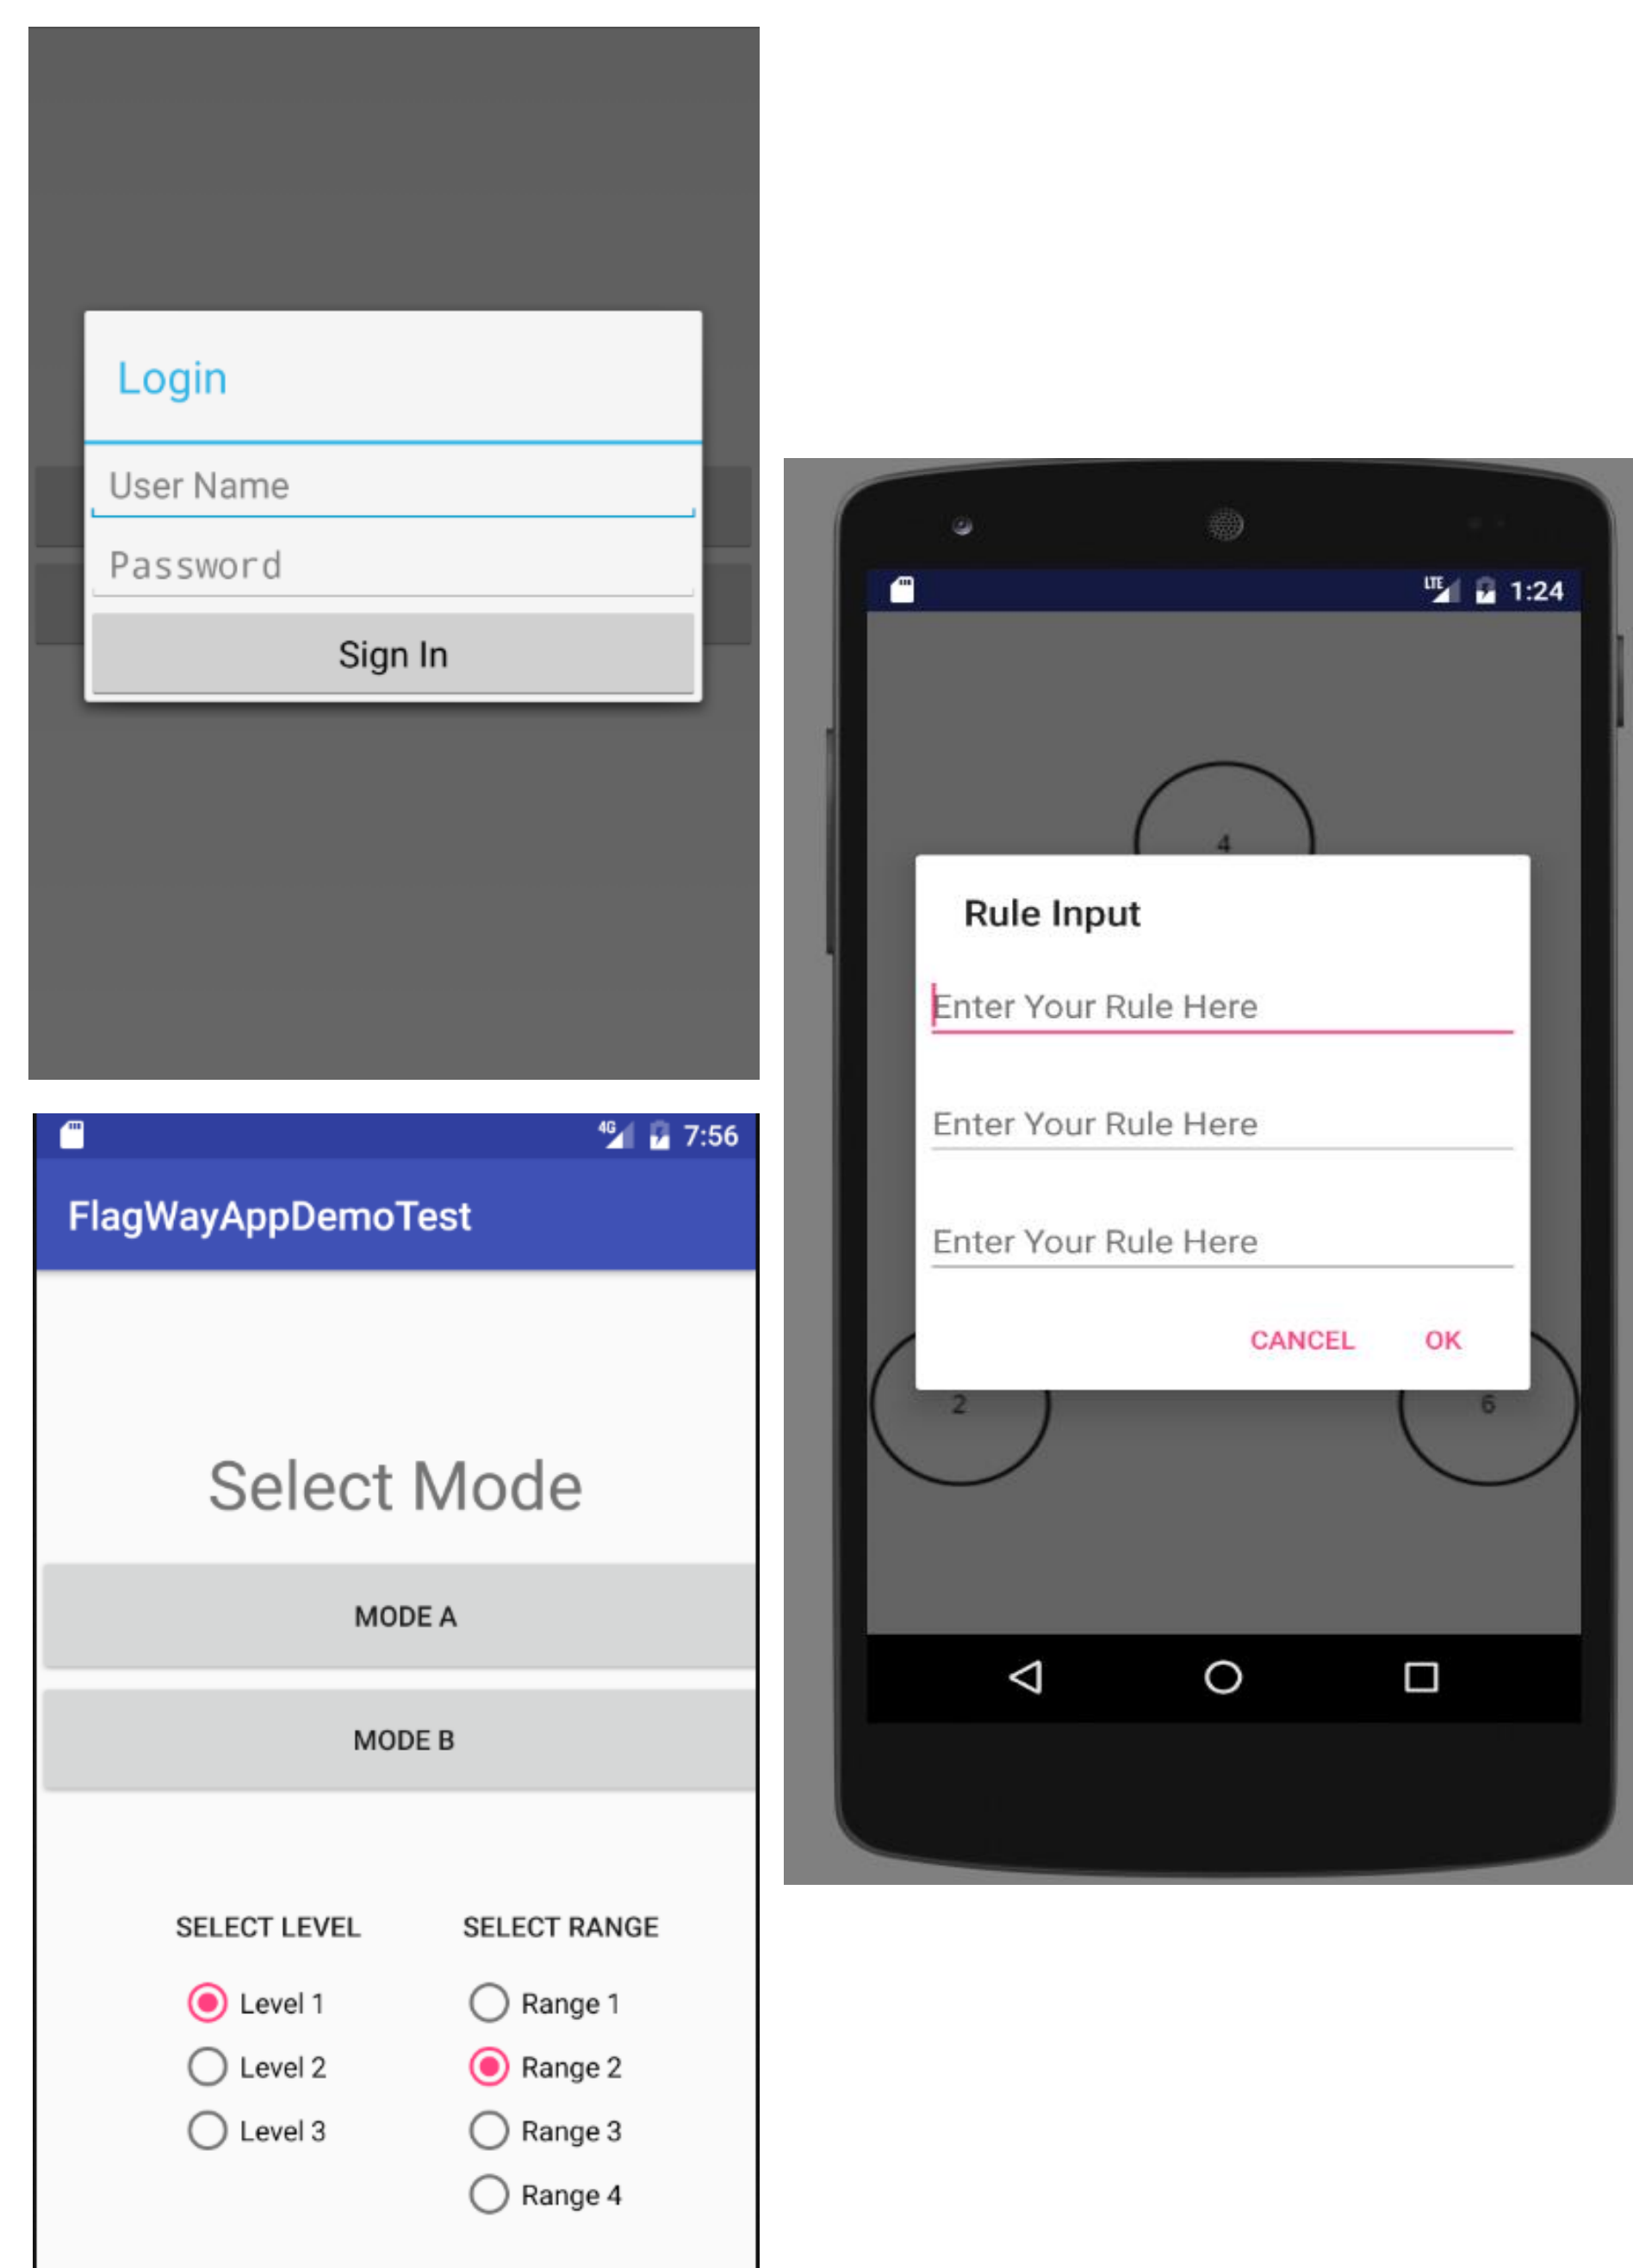 Login
User Name
Password
Sign In
4G 7:56
FlagWayAppDemoTest
Select Mode
MODE A
MODE B
SELECT LEVEL SELECT RANGE
Level 1 Range 1
Level 2 Range 2
Level 3 Range 3
Range 4
LTE 1:24
4
Rule Input
Enter Your Rule Here
Enter Your Rule Here
Enter Your Rule Here
CANCEL OK
2 6